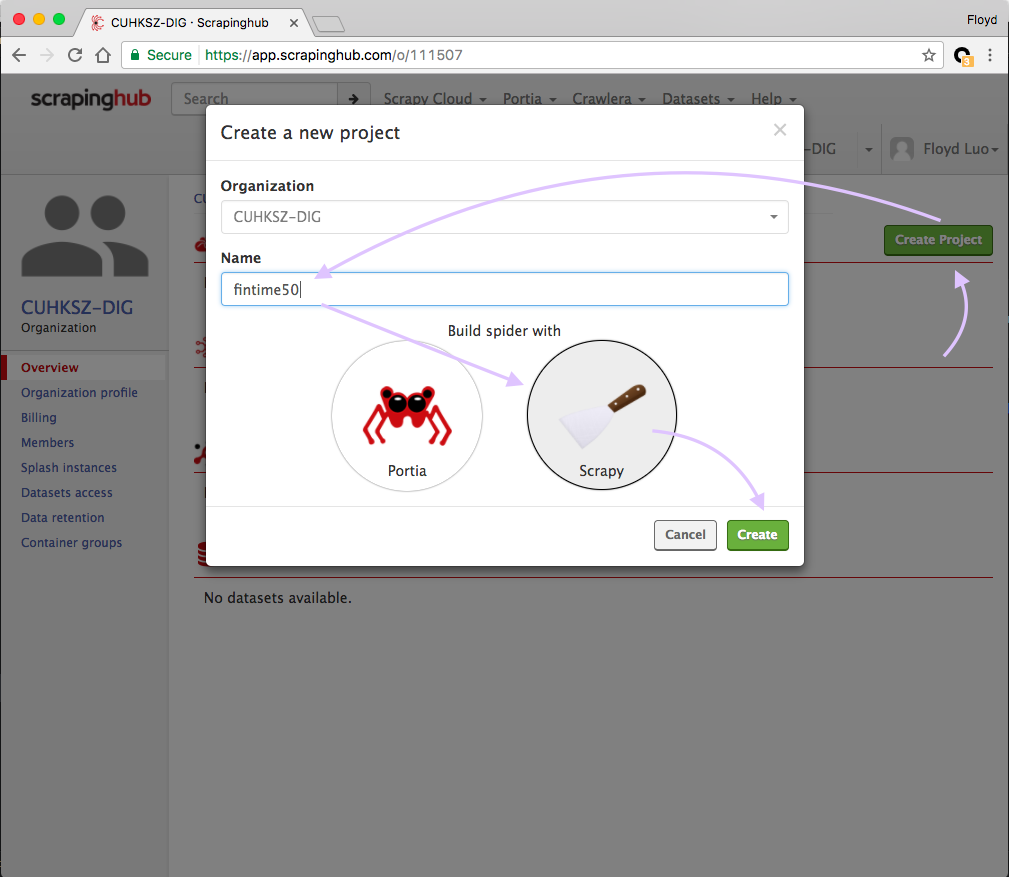 CUHKSZ-DIG · Scrapinghub
Floyd
Secure https://app.scrapinghub.com/o/111507
3
scrapinghub Search Scrapy Cloud Portia Crawlera Datasets Help
-DIG Floyd Luo
Create a new project
Organization
CUHKSZ-DIG
Create Project
Name
fintime50
Build spider with
Portia
Scrapy
Cancel Create
CUHKSZ-DIG
Organization
Overview
Organization profile
Billing
Members
Splash instances
Datasets access
Data retention
Container groups
No datasets available.